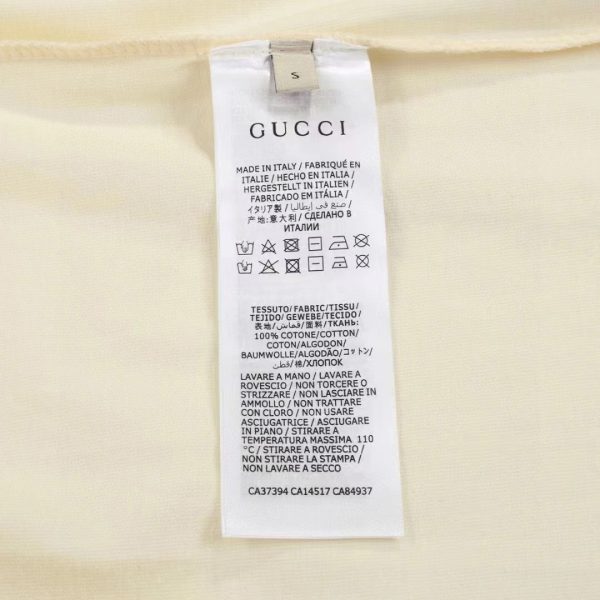 S
GUCCI
MADE IN ITALY / FABRIQUÉ EN
ITALIE / HECHO EN ITALIA /
HERGESTELLT IN ITALIEN /
FABRICADO EM ITÁLIA /
イタリア製 / صنع في إيطاليا /
产地:意大利 / СДЕЛАНО В
ИТАЛИИ
TESSUTO/FABRIC/TISSU/
TEJIDO/ GEWEBE/TECIDO/
表地/قماش/面料/ТКАНЬ:
100% COTONE/COTTON/
COTON/ALGODON/
BAUMWOLLE/ALGODÃO/コットン/
قطن/棉/ХЛОПОК
LAVARE A MANO / LAVARE A
ROVESCIO / NON TORCERE O
STRIZZARE / NON LASCIARE IN
AMMOLLO / NON TRATTARE
CON CLORO / NON USARE
ASCIUGATRICE / ASCIUGARE
IN PIANO / STIRARE A
TEMPERATURA MASSIMA 110
°C / STIRARE A ROVESCIO /
NON STIRARE LA STAMPA /
NON LAVARE A SECCO
CA37394 CA14517 CA84937